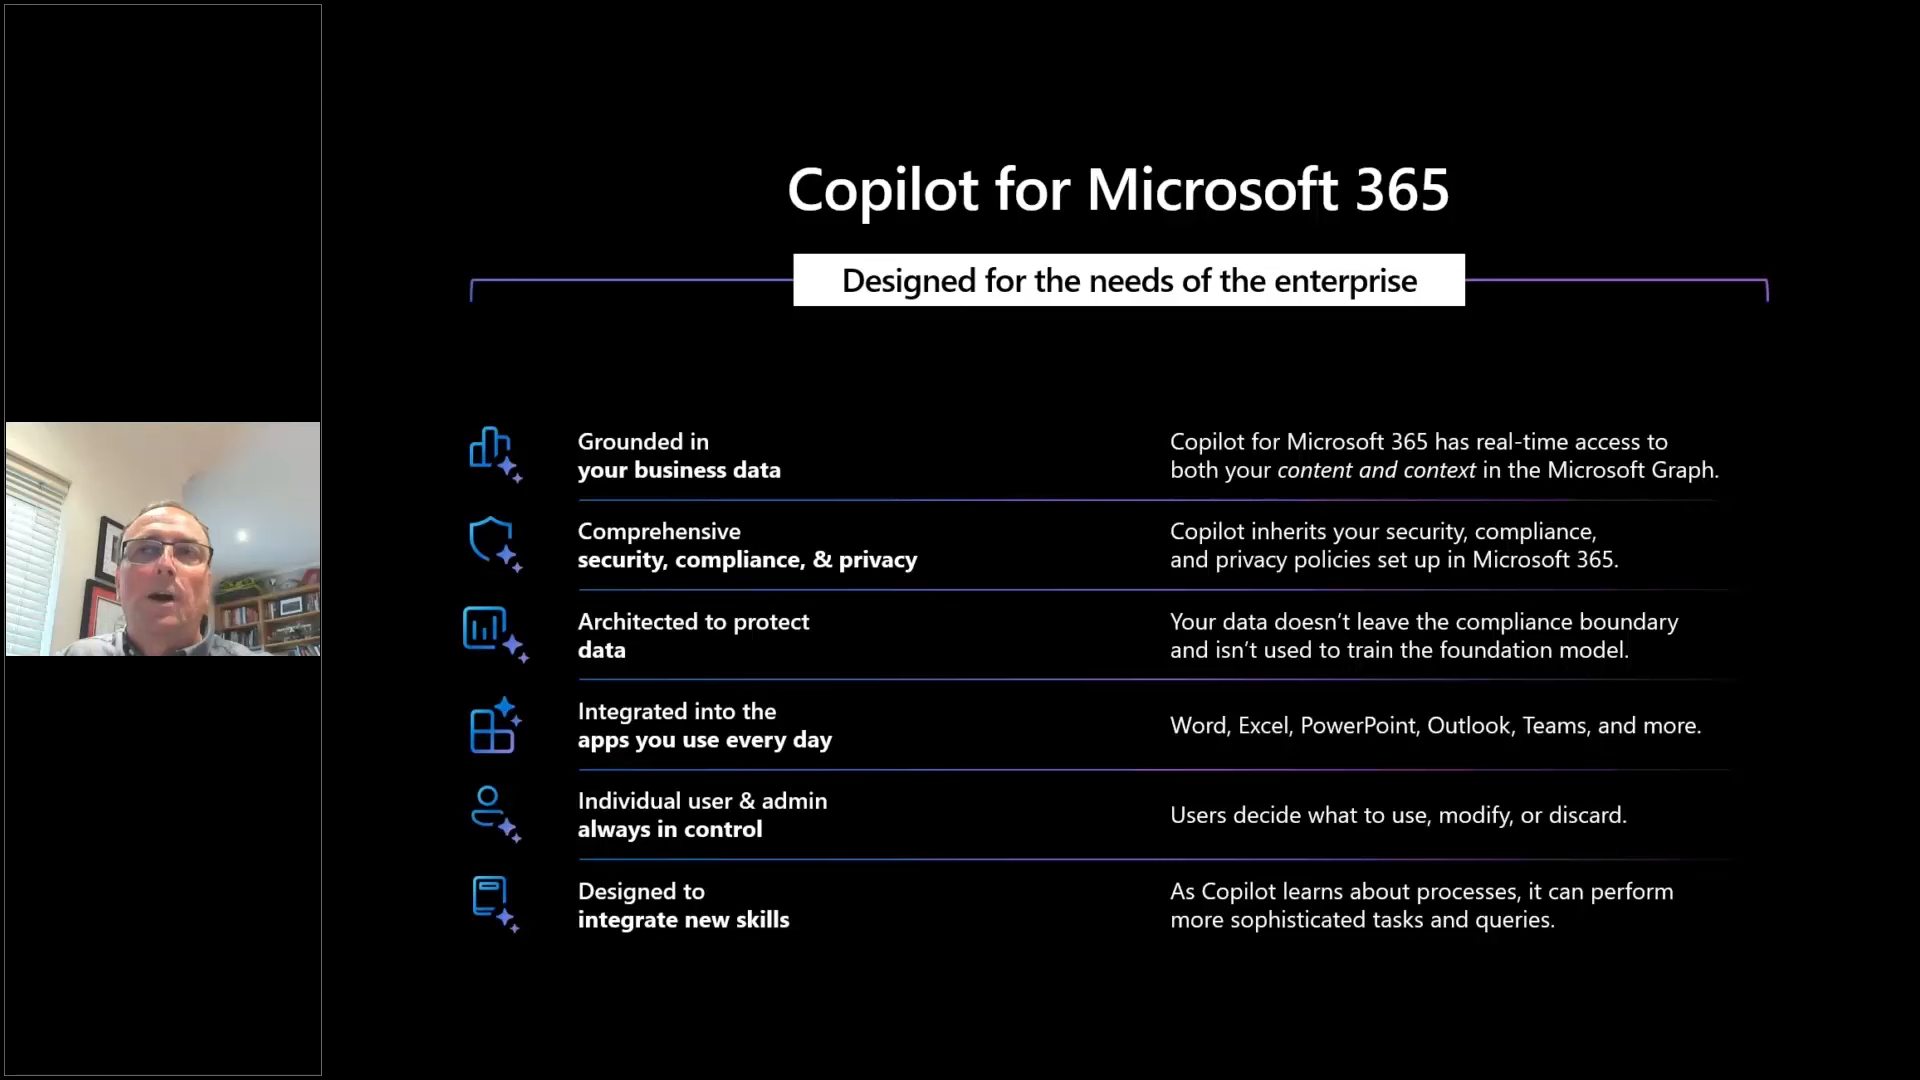 Copilot for Microsoft 365
Designed for the needs of the enterprise
Grounded in
your business data
Copilot for Microsoft 365 has real-time access to
both your content and context in the Microsoft Graph.
Comprehensive
security, compliance, & privacy
Copilot inherits your security, compliance,
and privacy policies set up in Microsoft 365.
Architected to protect
data
Your data doesn’t leave the compliance boundary
and isn’t used to train the foundation model.
Integrated into the
apps you use every day
Word, Excel, PowerPoint, Outlook, Teams, and more.
Individual user & admin
always in control
Users decide what to use, modify, or discard.
Designed to
integrate new skills
As Copilot learns about processes, it can perform
more sophisticated tasks and queries.